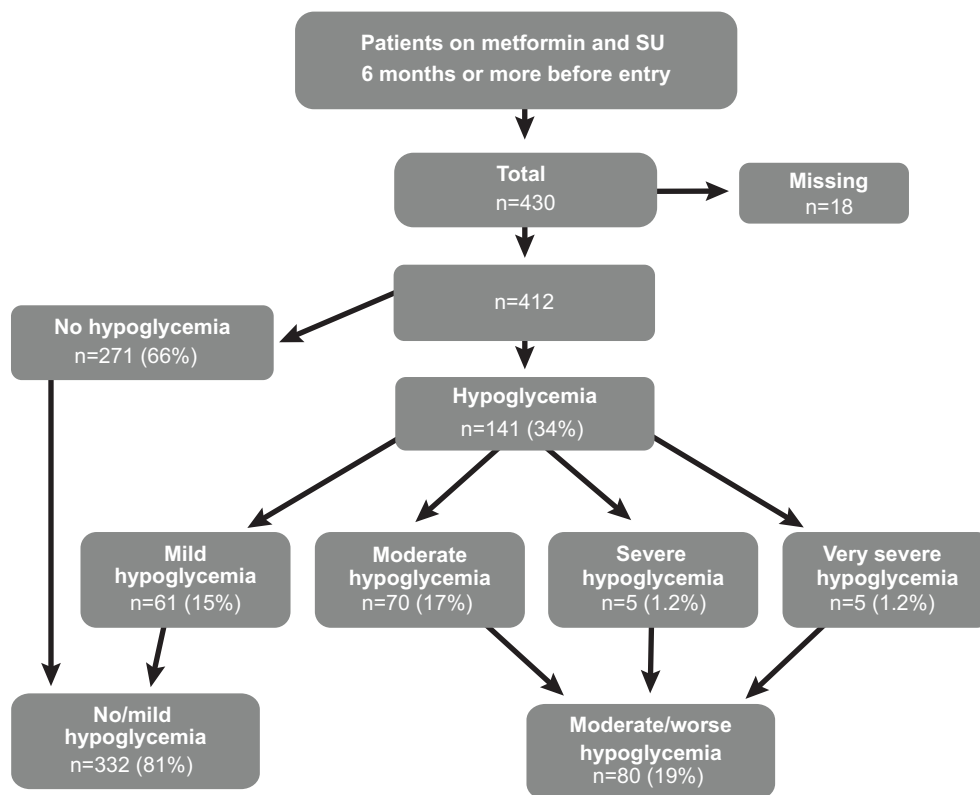 Patients on metformin and SU
6 months or more before entry
Total
n=430
Missing
n=18
n=412
No hypoglycemia
n=271 (66%)
Hypoglycemia
n=141 (34%)
Mild
hypoglycemia
n=61 (15%)
Moderate
hypoglycemia
n=70 (17%)
Severe
hypoglycemia
n=5 (1.2%)
Very severe
hypoglycemia
n=5 (1.2%)
No/mild
hypoglycemia
n=332 (81%)
Moderate/worse
hypoglycemia
n=80 (19%)